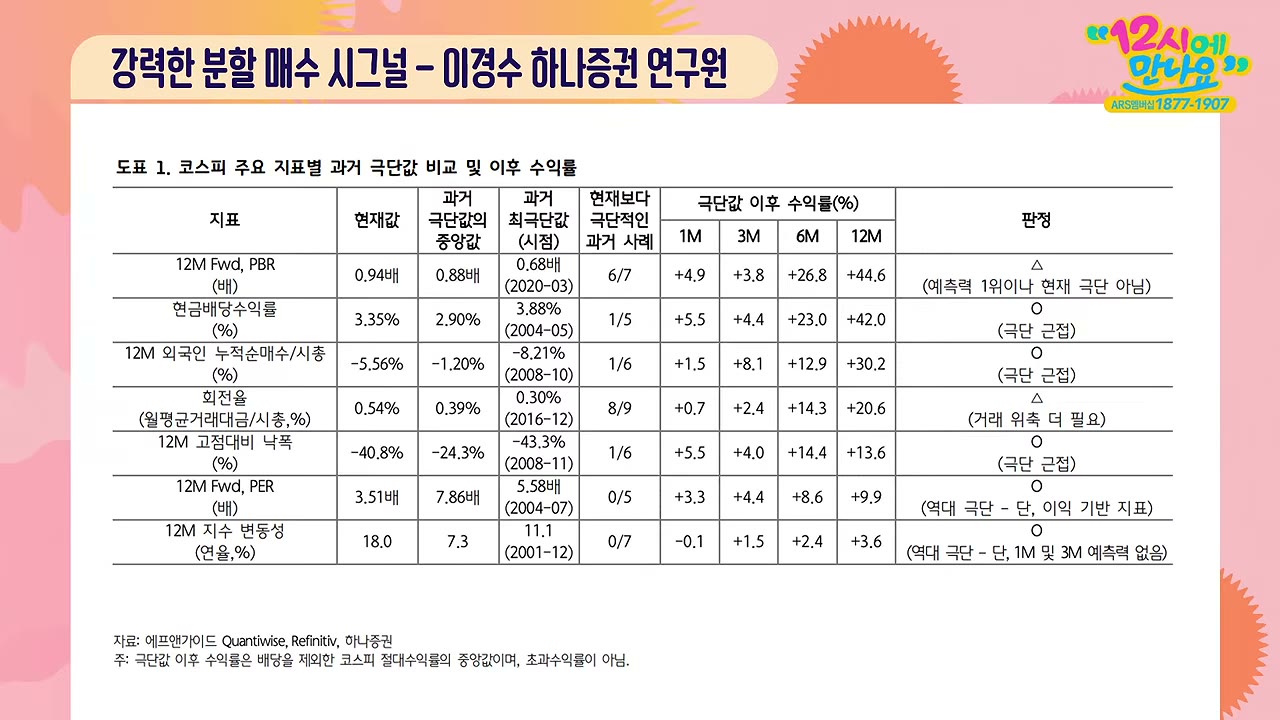 강력한 분할 매수 시그널 - 이경수 하나증권 연구원
“12시에
만나요”
ARS멤버십 1877-1907
도표 1. 코스피 주요 지표별 과거 극단값 비교 및 이후 수익률
지표 현재값 과거 극단값의 중앙값 과거 최극단값 (시점) 현재보다 극단적인 과거 사례 극단값 이후 수익률(%) 판정
1M 3M 6M 12M
12M Fwd, PBR (배) 0.94배 0.88배 0.68배 (2020-03) 6/7 +4.9 +3.8 +26.8 +44.6 △ (예측력 1위이나 현재 극단 아님)
현금배당수익률 (%) 3.35% 2.90% 3.88% (2004-05) 1/5 +5.5 +4.4 +23.0 +42.0 O (극단 근접)
12M 외국인 누적순매수/시총 (%) -5.56% -1.20% -8.21% (2008-10) 1/6 +1.5 +8.1 +12.9 +30.2 O (극단 근접)
회전율 (월평균거래대금/시총,%) 0.54% 0.39% 0.30% (2016-12) 8/9 +0.7 +2.4 +14.3 +20.6 △ (거래 위축 더 필요)
12M 고점대비 낙폭 (%) -40.8% -24.3% -43.3% (2008-11) 1/6 +5.5 +4.0 +14.4 +13.6 O (극단 근접)
12M Fwd, PER (배) 3.51배 7.86배 5.58배 (2004-07) 0/5 +3.3 +4.4 +8.6 +9.9 O (역대 극단 - 단, 이익 기반 지표)
12M 지수 변동성 (연율,%) 18.0 7.3 11.1 (2001-12) 0/7 -0.1 +1.5 +2.4 +3.6 O (역대 극단 - 단, 1M 및 3M 예측력 없음)
자료: 에프앤가이드 Quantiwise, Refinitiv, 하나증권
주: 극단값 이후 수익률은 배당을 제외한 코스피 절대수익률의 중앙값이며, 초과수익률이 아님.